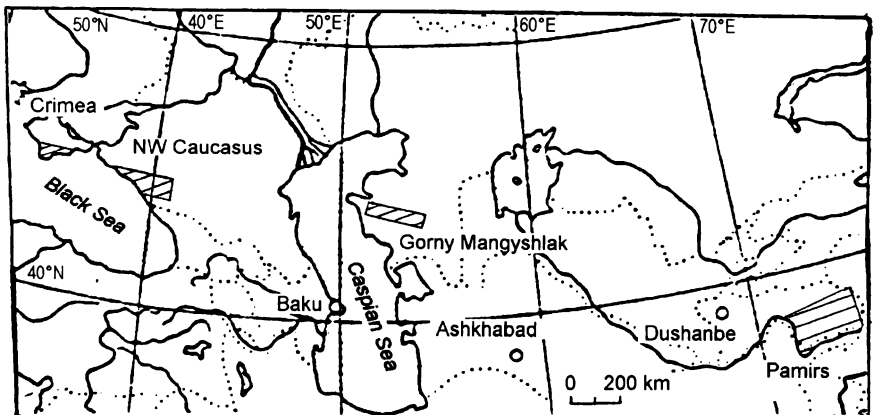 50°N 40°E 50°E 60°E 70°E
Crimea
NW Caucasus
Black Sea
Gorny Mangyshlak
40°N
Baku
Caspian Sea
Ashkhabad
Dushanbe
Pamirs
0 200 km